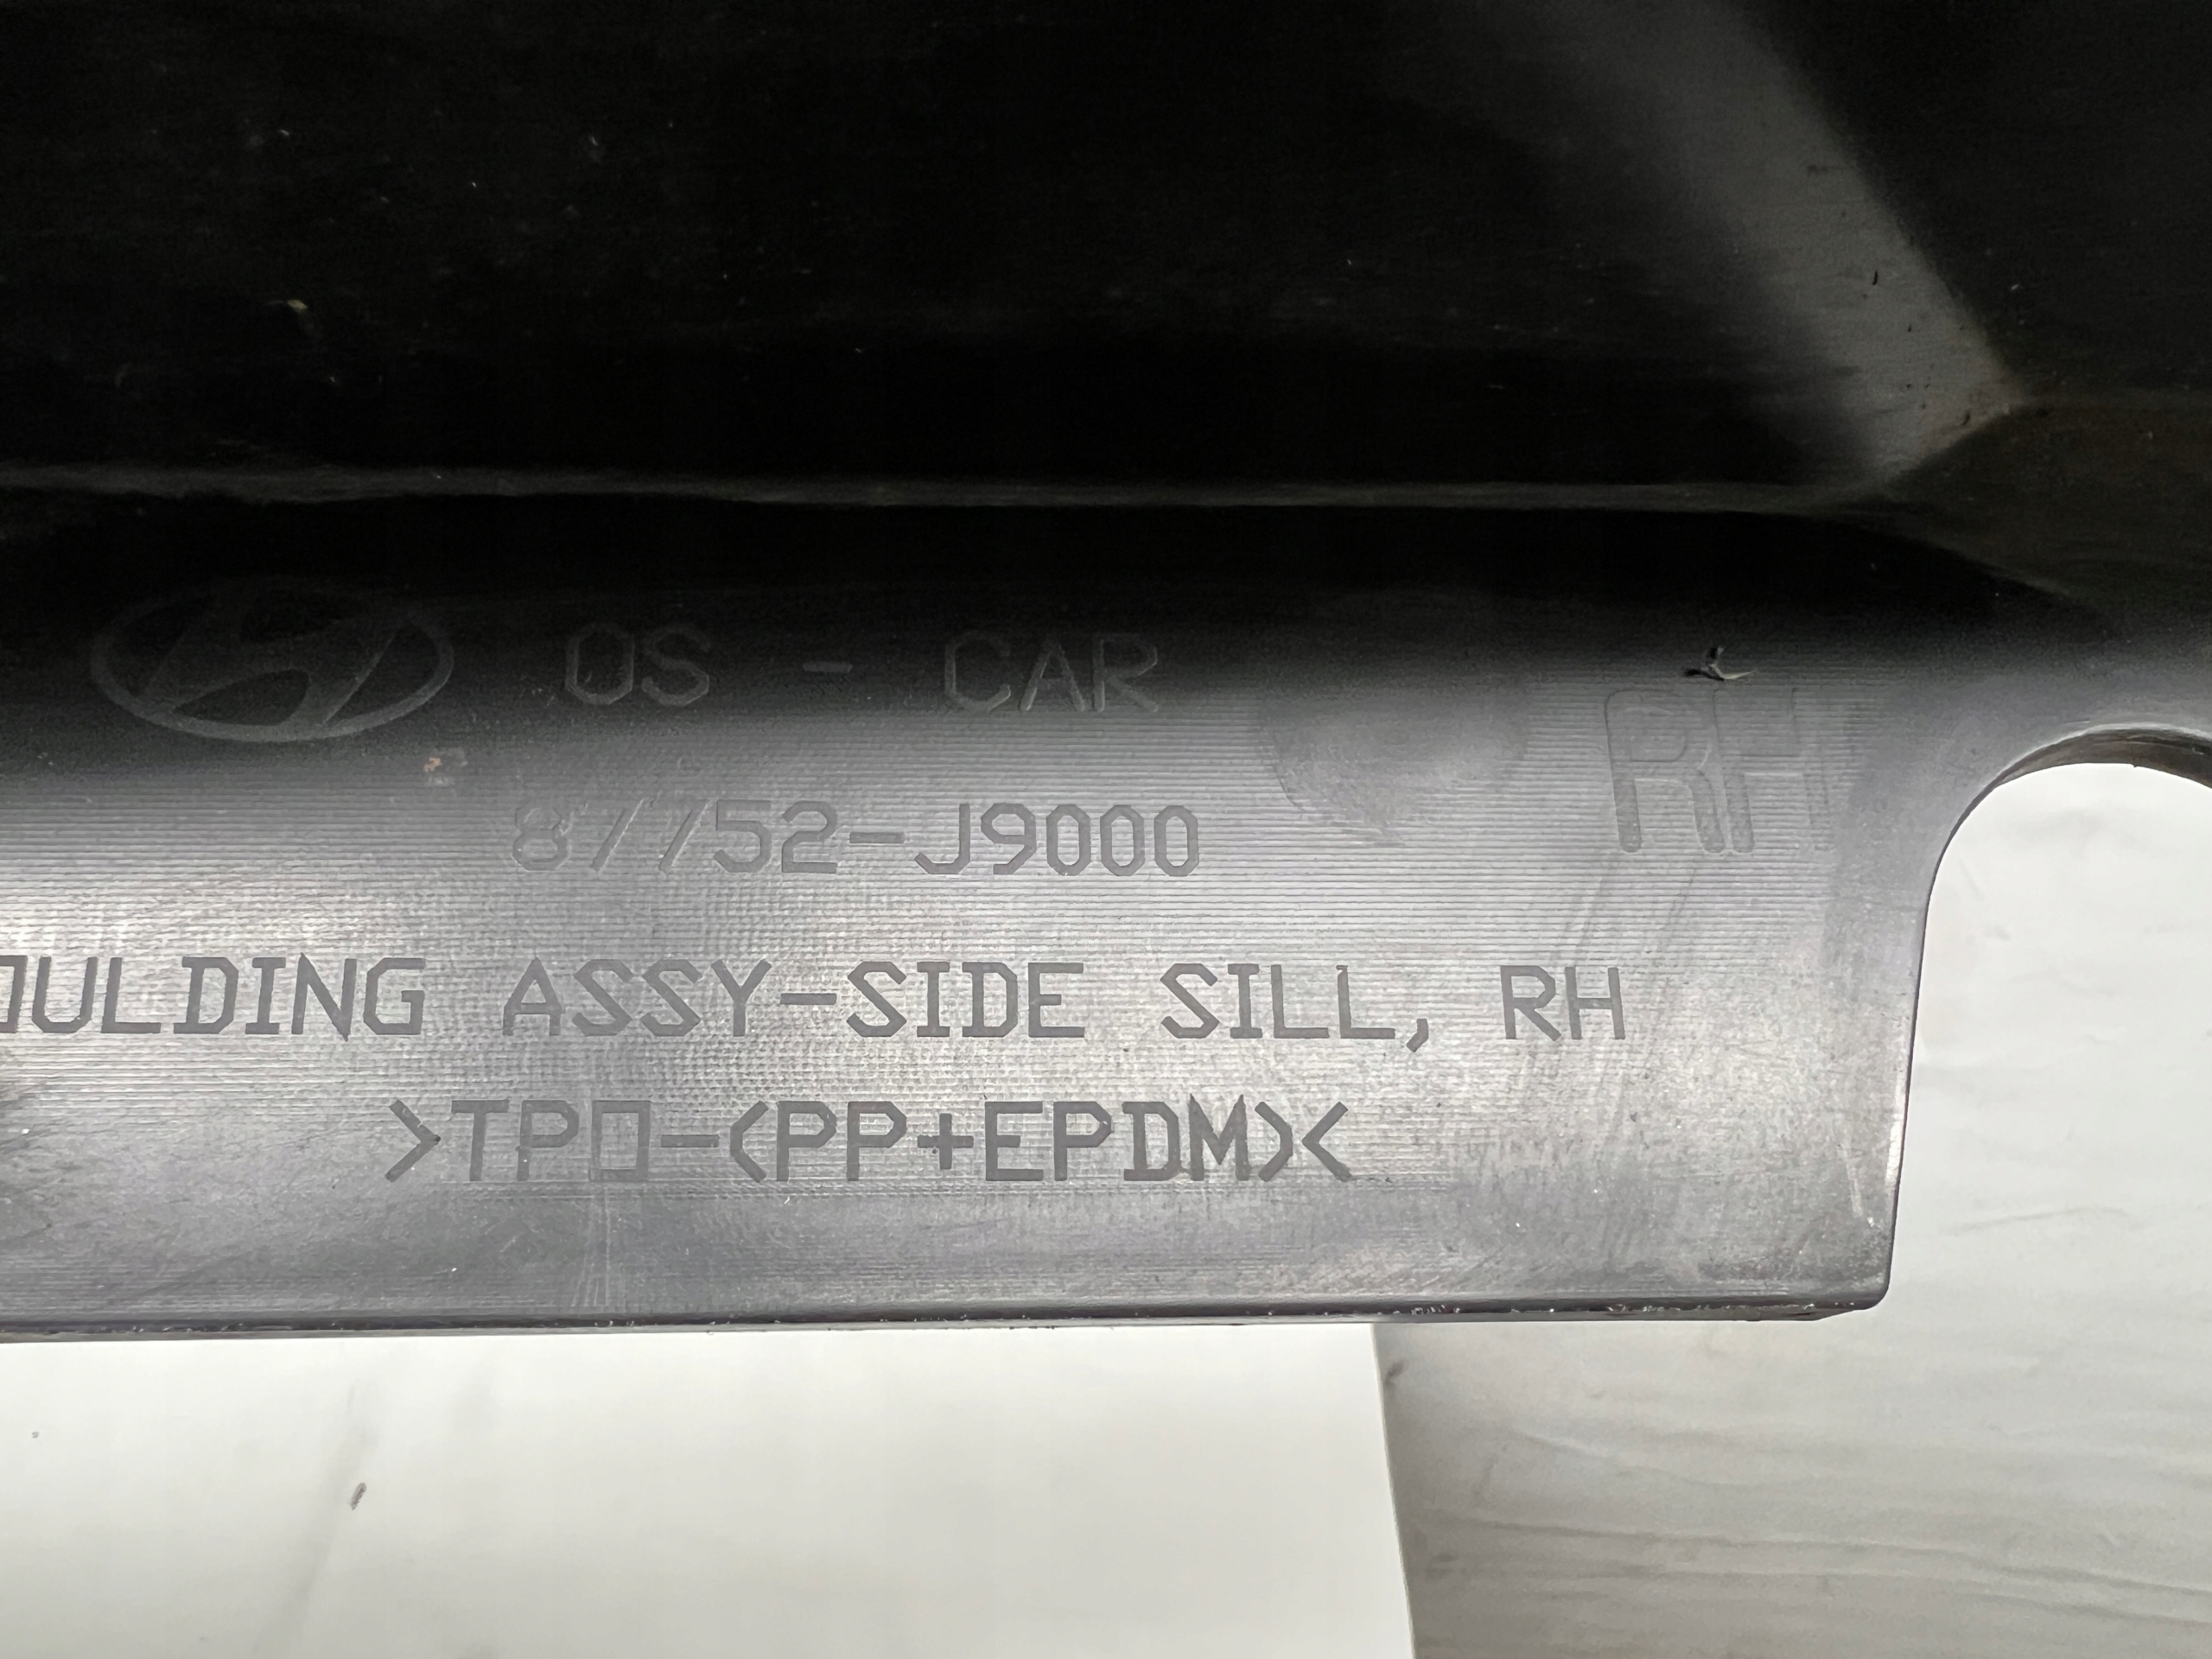 OS - CAR
RH
87752-J9000
OULDING ASSY-SIDE SILL, RH
>TPO-(PP+EPDM)<